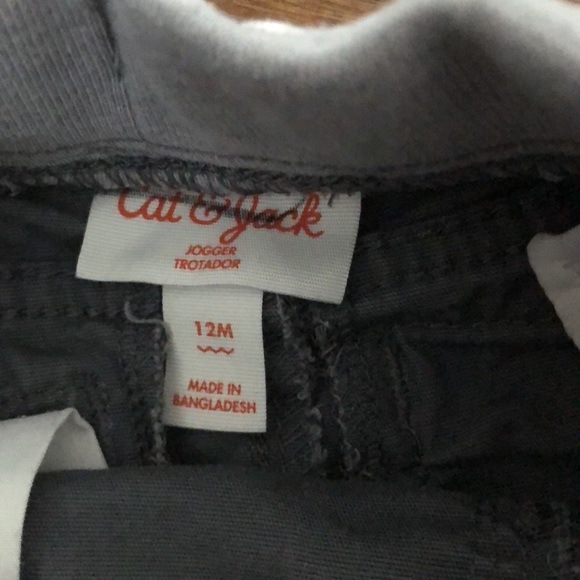 Cat & Jack
JOGGER
TROTADOR
12M
MADE IN
BANGLADESH